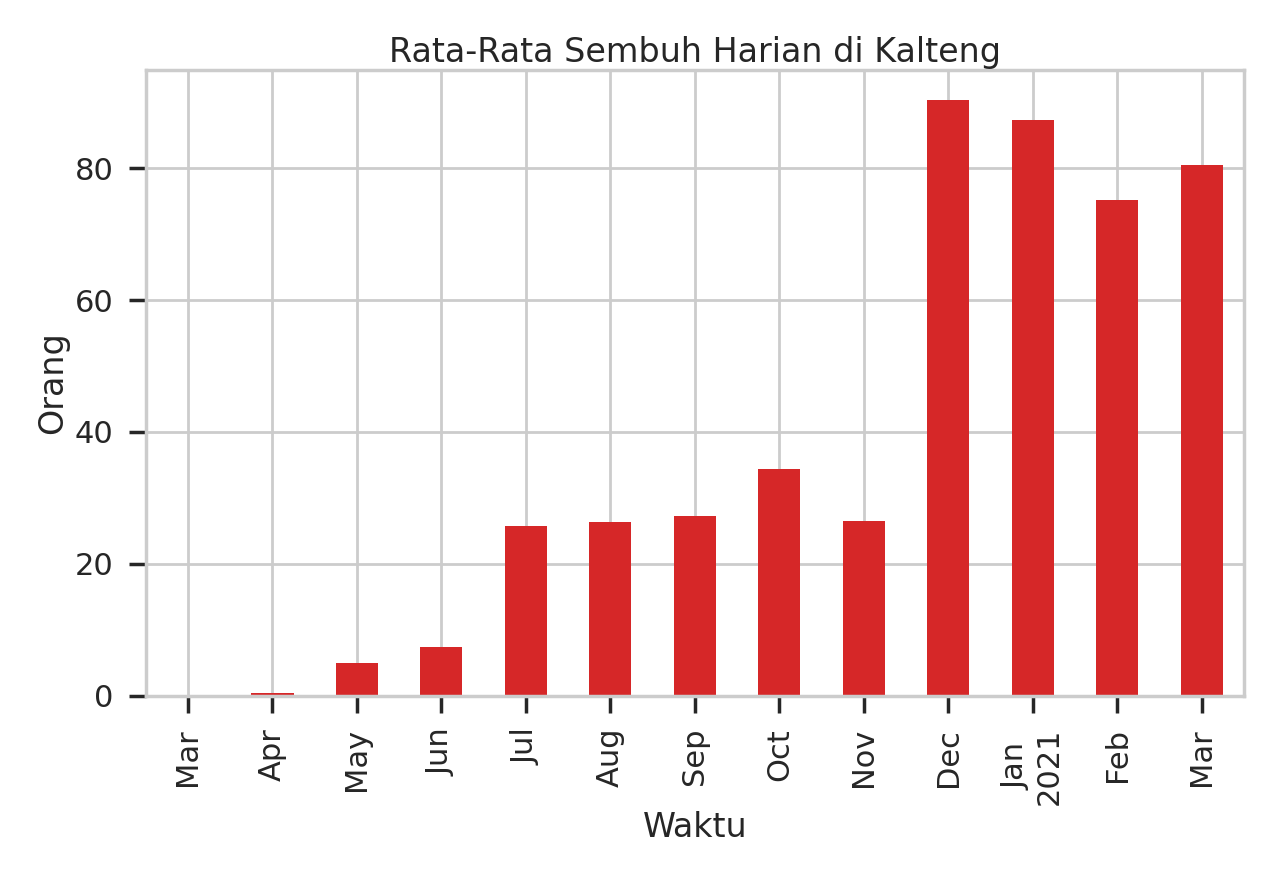 Rata-Rata Sembuh Harian di Kalteng
Orang
80
60
40
20
0
Mar
Apr
May
Jun
Jul
Aug
Sep
Oct
Nov
Dec
Jan
2021
Feb
Mar
Waktu